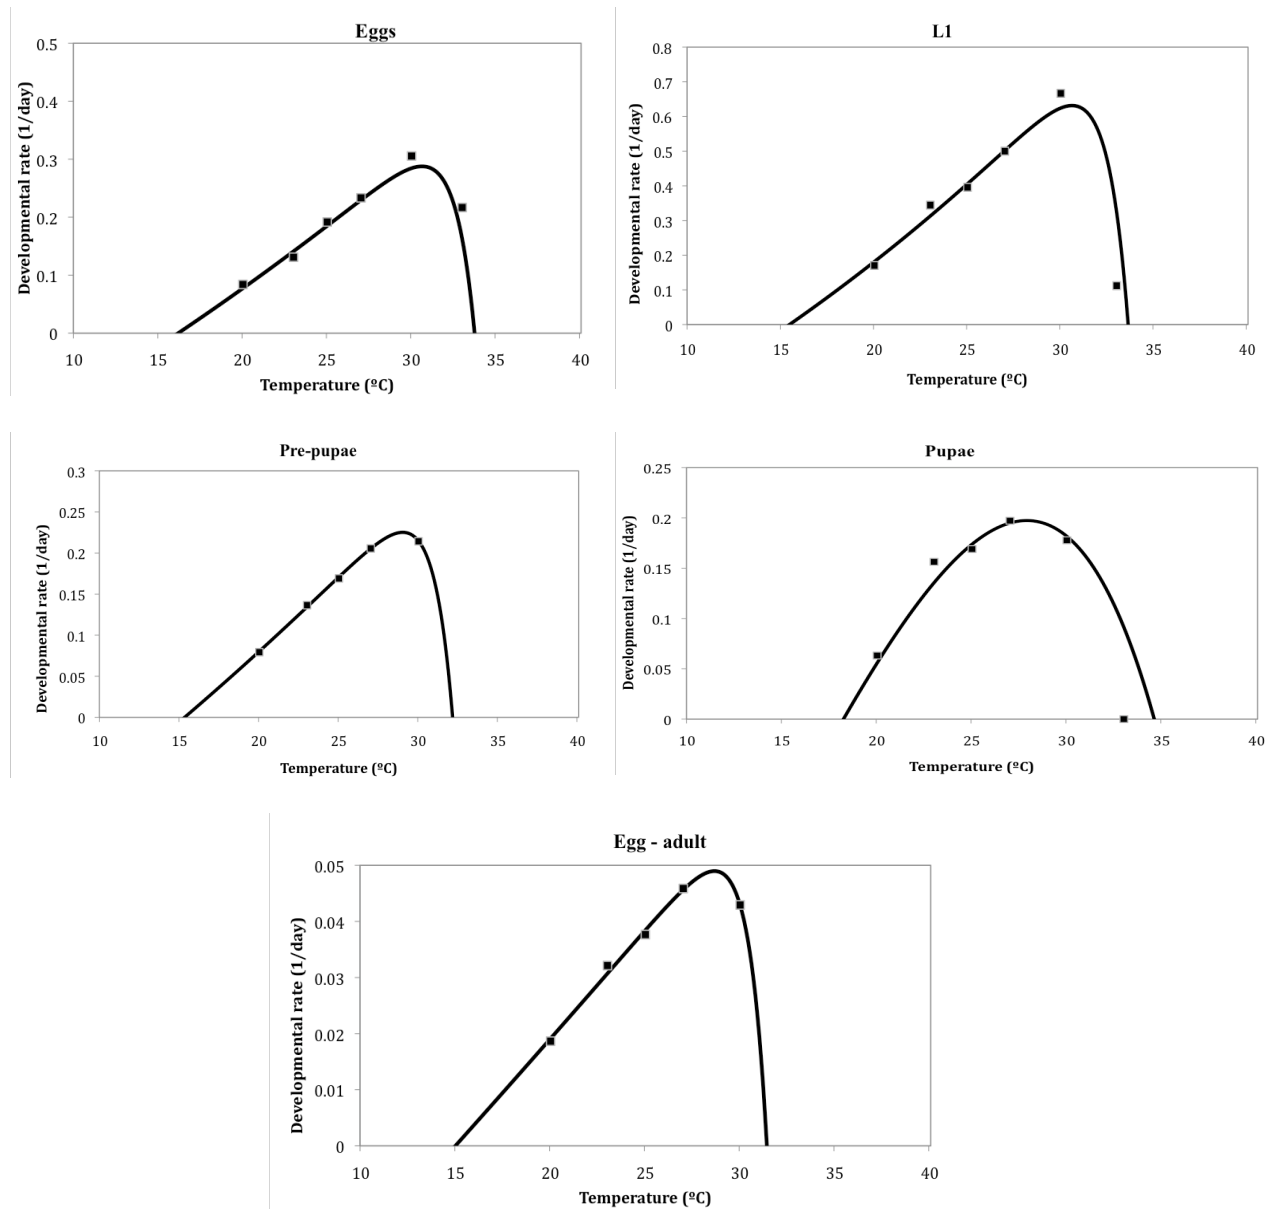 Eggs
Developmental rate (1/day)
0.5
0.4
0.3
0.2
0.1
0
10 15 20 25 30 35 40
Temperature (ºC)
L1
Developmental rate (1/day)
0.8
0.7
0.6
0.5
0.4
0.3
0.2
0.1
0
10 15 20 25 30 35 40
Temperature (ºC)
Pre-pupae
Developmental rate (1/day)
0.3
0.25
0.2
0.15
0.1
0.05
0
10 15 20 25 30 35 40
Temperature (ºC)
Pupae
Developmental rate (1/day)
0.25
0.2
0.15
0.1
0.05
0
10 15 20 25 30 35 40
Temperature (ºC)
Egg - adult
Developmental rate (1/day)
0.05
0.04
0.03
0.02
0.01
0
10 15 20 25 30 35 40
Temperature (ºC)